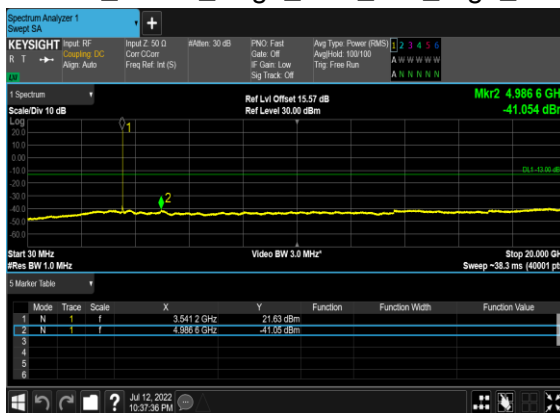 Spectrum Analyzer 1
Swept SA
+
KEYSIGHT Input: RF Input Z: 50 Ω #Atten: 30 dB PNO: Fast Avg Type: Power (RMS) 1 2 3 4 5 6
R T Coupling: DC Corr CCorr Gate: Off Avg|Hold: 100/100 A W W W W W
Align: Auto Freq Ref: Int (S) IF Gain: Low Trig: Free Run A N N N N N
LU Sig Track: Off
1 Spectrum Ref Lvl Offset 15.57 dB Mkr2 4.986 6 GH
Scale/Div 10 dB Ref Level 30.00 dBm -41.054 dBr
Log
20.0
1
10.0
0.00
-10.0 DL1 -13.00 dB
-20.0
-30.0 2
-40.0
-50.0
-60.0
Start 30 MHz Video BW 3.0 MHz* Stop 20.000 GH
#Res BW 1.0 MHz Sweep ~38.3 ms (40001 pt
5 Marker Table
Mode Trace Scale X Y Function Function Width Function Value
1 N 1 f 3.541 2 GHz 21.63 dBm
2 N 1 f 4.986 6 GHz -41.05 dBm
3
4
5
6
? Jul 12, 2022
10:37:36 PM